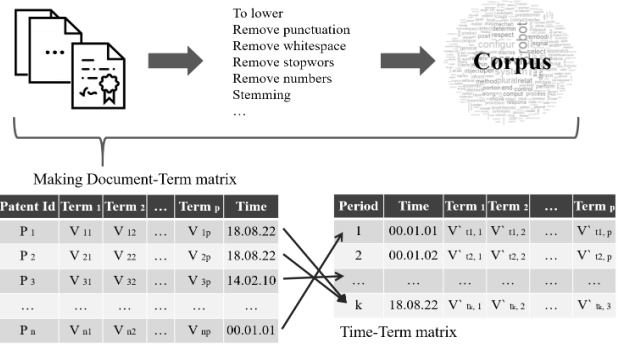 To lower
Remove punctuation
Remove whitespace
Remove stopwors
Remove numbers
Stemming
…
Corpus
robot
configur
Making Document-Term matrix
Patent Id Term 1 Term 2 … Term p Time
P 1 V 11 V 12 … V 1p 18.08.22
P 2 V 21 V 22 … V 2p 18.08.22
P 3 V 31 V 32 … V 3p 14.02.10
… … … … … …
P n V n1 V n2 … V np 00.01.01
Period Time Term 1 Term 2 … Term p
1 00.01.01 V` t1, 1 V` t1, 2 … V` t1, p
2 00.01.02 V` t2, 1 V` t2, 2 … V` t2, p
… … … … … …
k 18.08.22 V` tk, 1 V` tk, 2 … V` tk, 3
Time-Term matrix